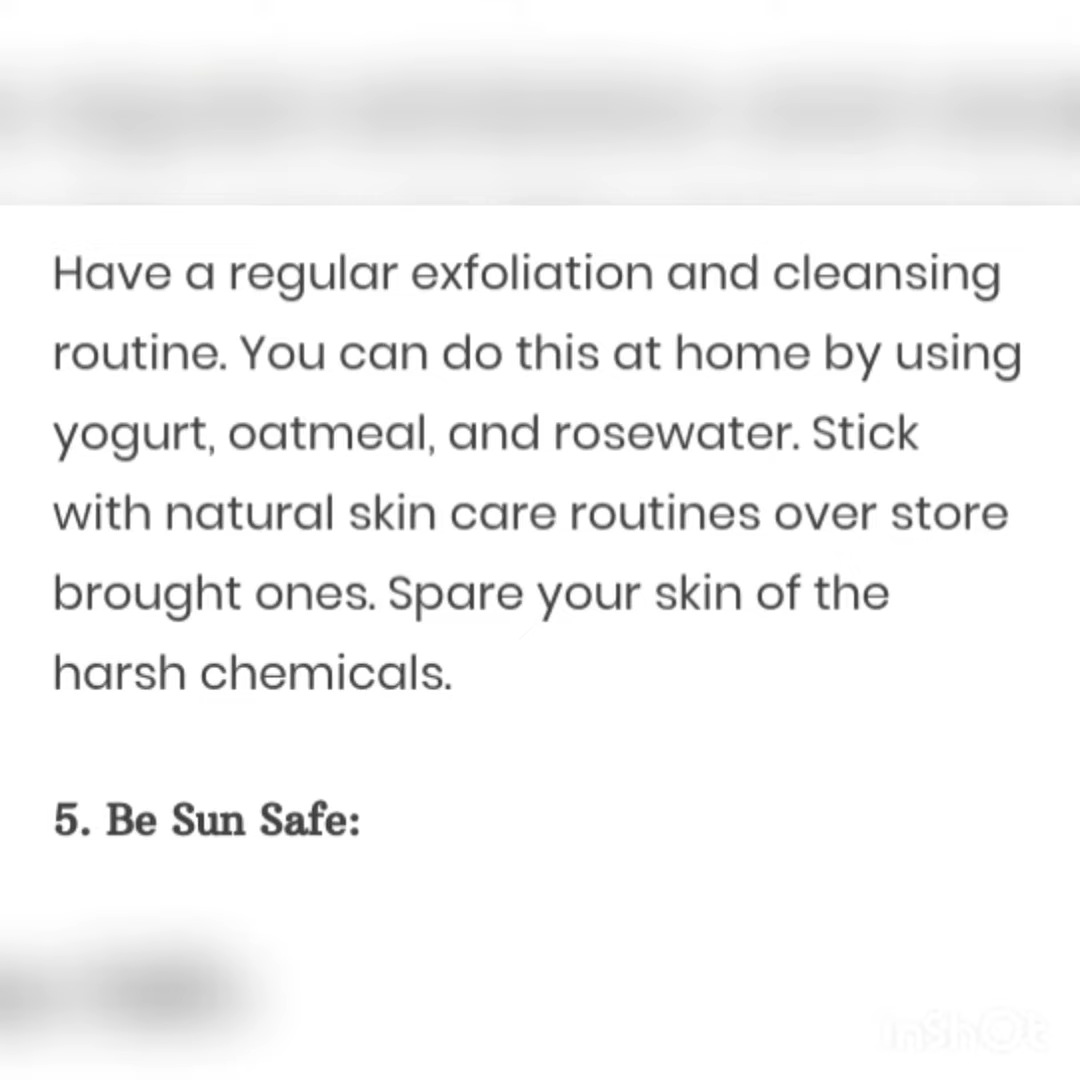 Have a regular exfoliation and cleansing
routine. You can do this at home by using
yogurt, oatmeal, and rosewater. Stick
with natural skin care routines over store
brought ones. Spare your skin of the
harsh chemicals.
5. Be Sun Safe:
InShOt